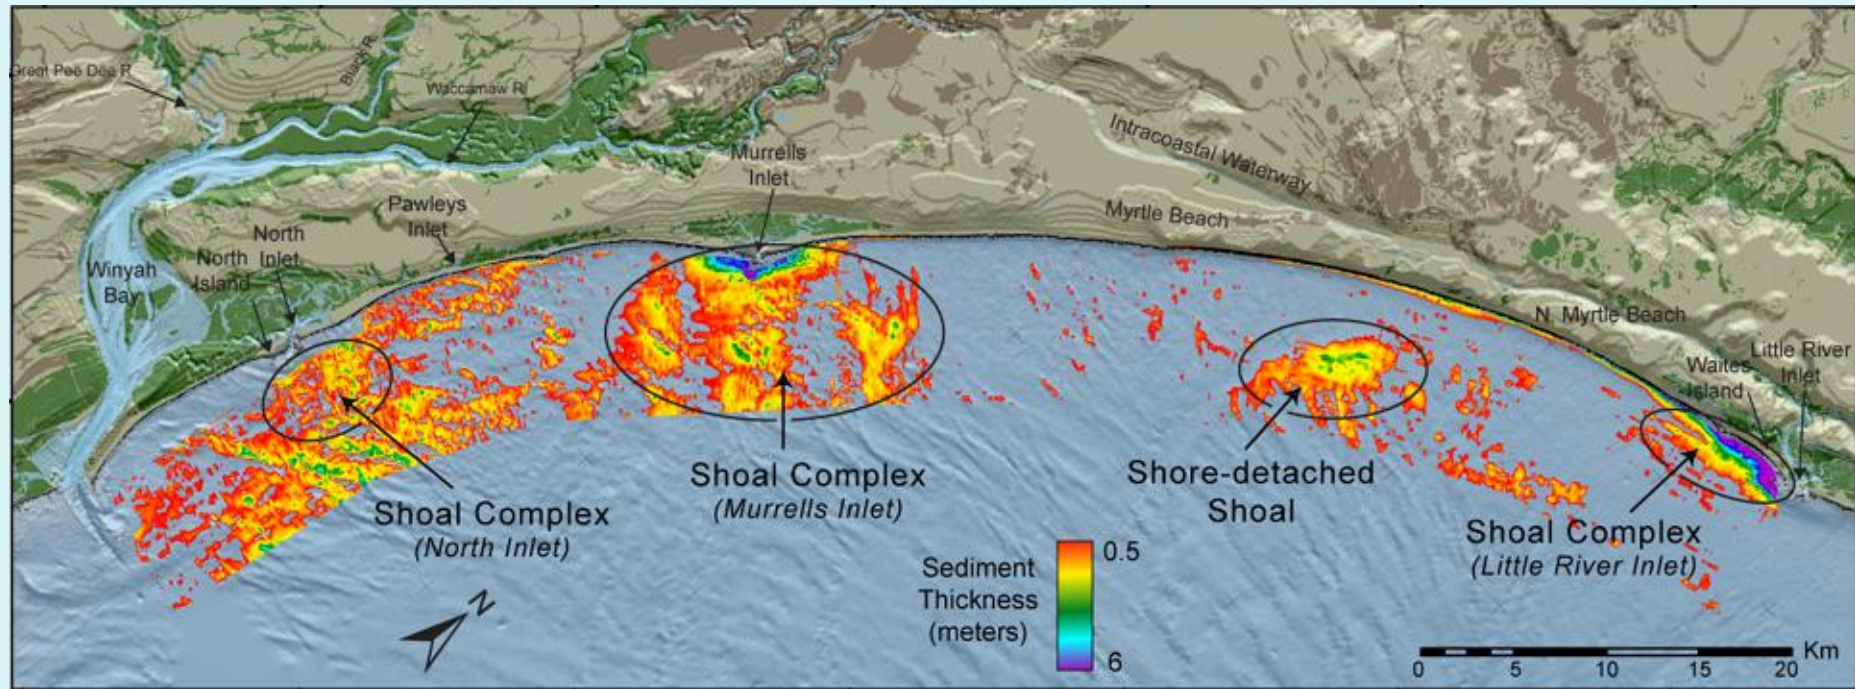 Great Pee Dee R
Black R.
Waccamaw R
Murrells
Inlet
Intracoastal Waterway
Pawleys
Inlet
Myrtle Beach
North
Inlet
North
Island
Winyah
Bay
N. Myrtle Beach
Waites
Island
Little River
Inlet
Shoal Complex
(North Inlet)
Shoal Complex
(Murrells Inlet)
Shore-detached
Shoal
Shoal Complex
(Little River Inlet)
Sediment
Thickness
(meters)
0.5
6
N
Km
0 5 10 15 20